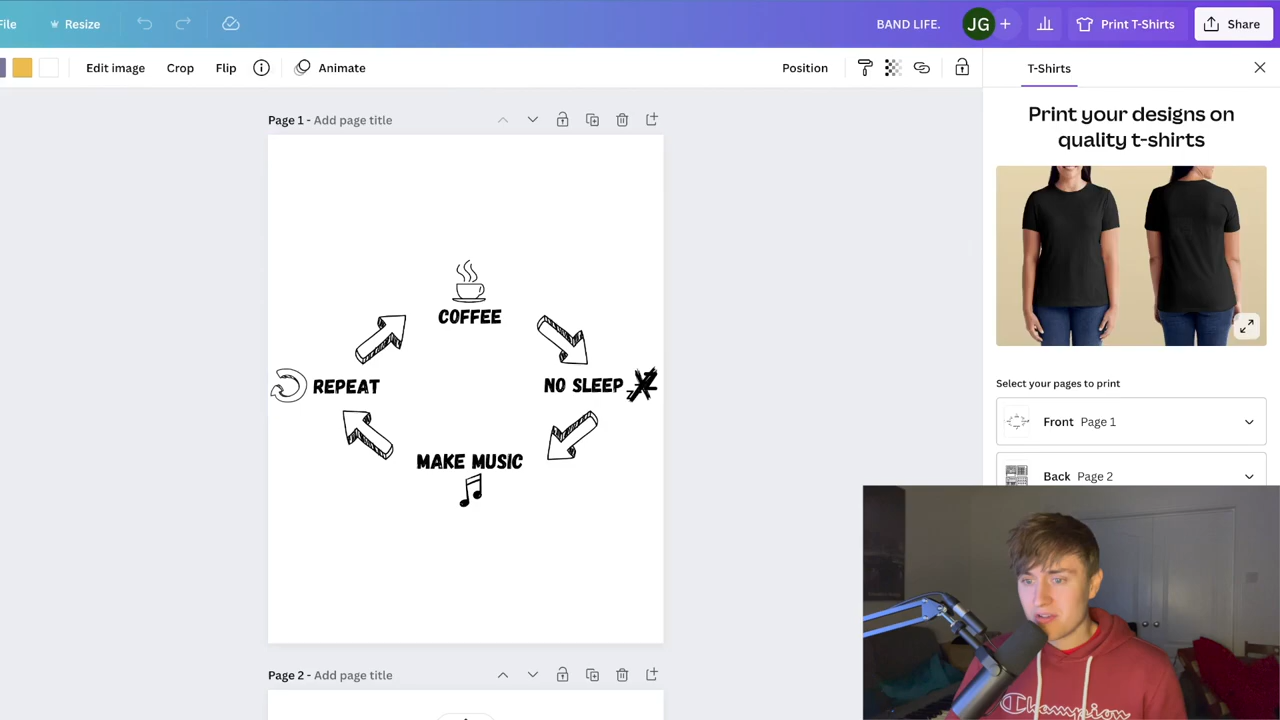 File
Resize
BAND LIFE.
JG
Print T-Shirts
Share
Edit image
Crop
Flip
Animate
Position
T-Shirts
Page 1 - Add page title
Print your designs on
quality t-shirts
COFFEE
REPEAT
NO SLEEP
MAKE MUSIC
Select your pages to print
Front Page 1
Back Page 2
Page 2 - Add page title
Champion